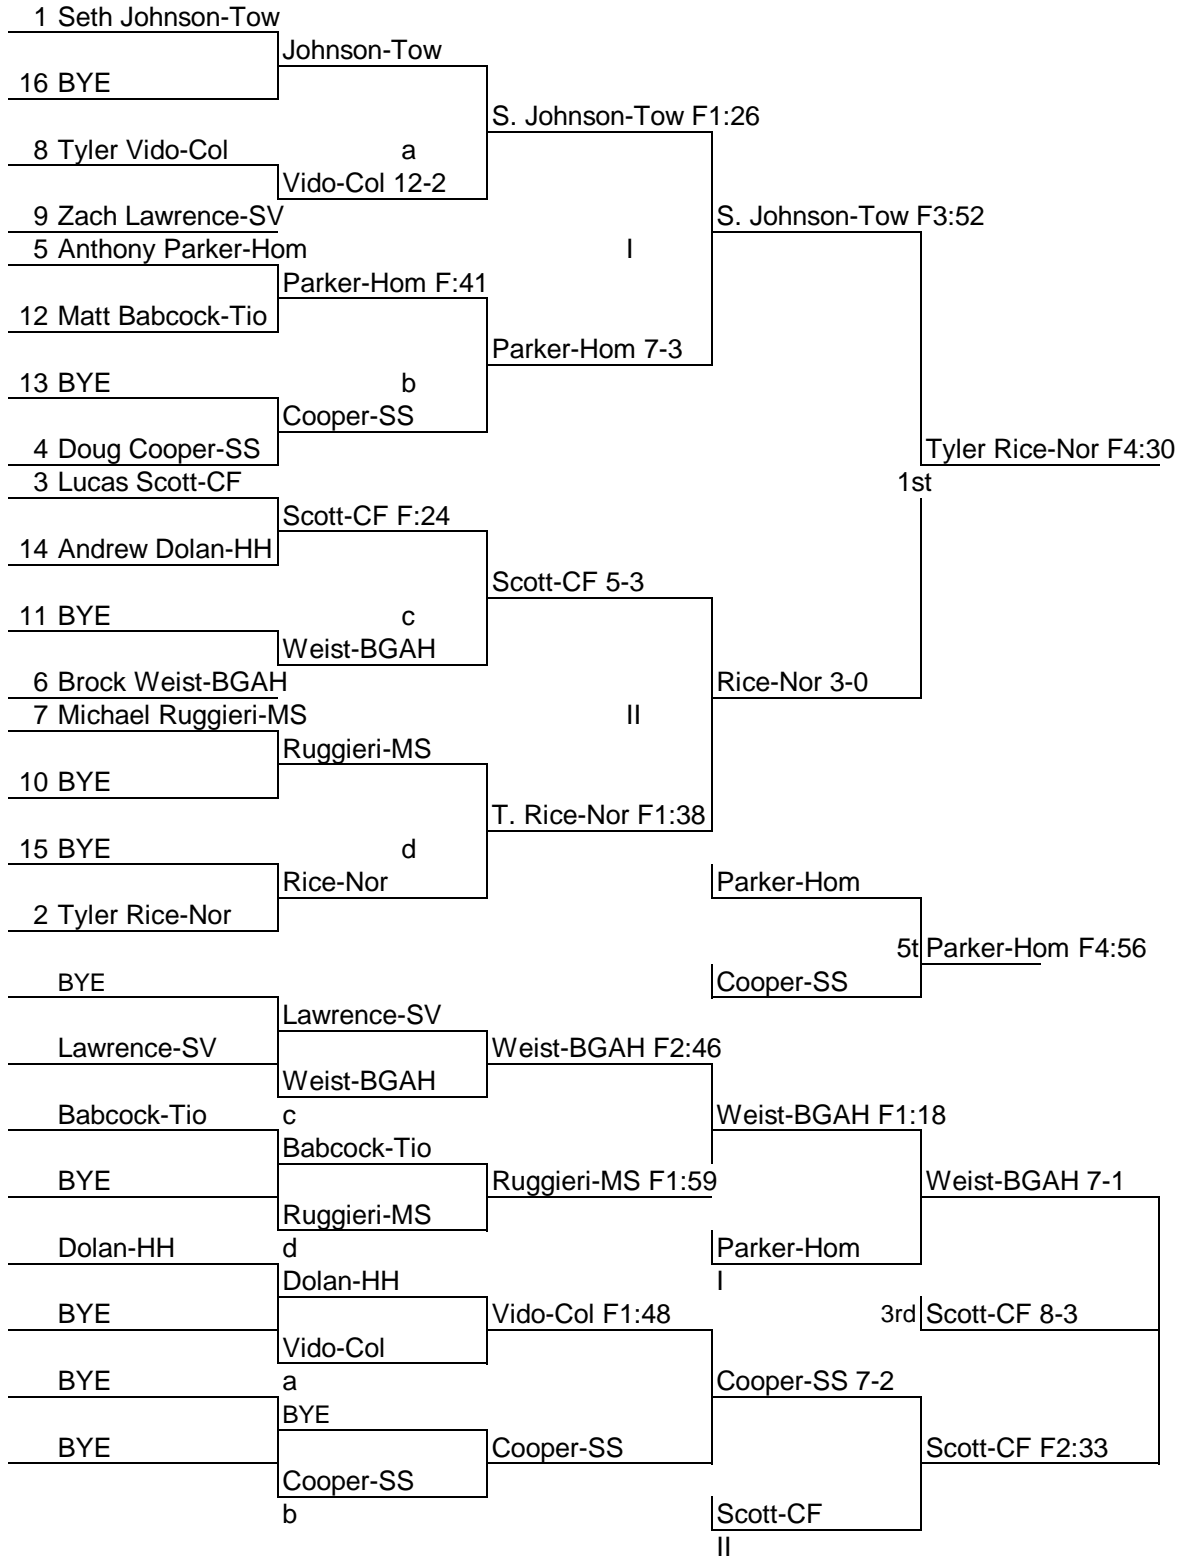 1 Seth Johnson-Tow
Johnson-Tow
16 BYE
S. Johnson-Tow F1:26
8 Tyler Vido-Col
a
Vido-Col 12-2
9 Zach Lawrence-SV
S. Johnson-Tow F3:52
5 Anthony Parker-Hom
I
Parker-Hom F:41
12 Matt Babcock-Tio
Parker-Hom 7-3
13 BYE
b
Cooper-SS
4 Doug Cooper-SS
Tyler Rice-Nor F4:30
3 Lucas Scott-CF
1st
Scott-CF F:24
14 Andrew Dolan-HH
Scott-CF 5-3
11 BYE
c
Weist-BGAH
6 Brock Weist-BGAH
Rice-Nor 3-0
7 Michael Ruggieri-MS
II
Ruggieri-MS
10 BYE
T. Rice-Nor F1:38
15 BYE
d
Rice-Nor
Parker-Hom
2 Tyler Rice-Nor
5t Parker-Hom F4:56
BYE
Cooper-SS
Lawrence-SV
Lawrence-SV
Weist-BGAH F2:46
Weist-BGAH
Babcock-Tio
c
Weist-BGAH F1:18
Babcock-Tio
BYE
Ruggieri-MS F1:59
Weist-BGAH 7-1
Ruggieri-MS
Dolan-HH
d
Parker-Hom
Dolan-HH
I
BYE
Vido-Col F1:48
3rd Scott-CF 8-3
Vido-Col
BYE
a
Cooper-SS 7-2
BYE
BYE
Cooper-SS
Scott-CF F2:33
Cooper-SS
b
Scott-CF
II